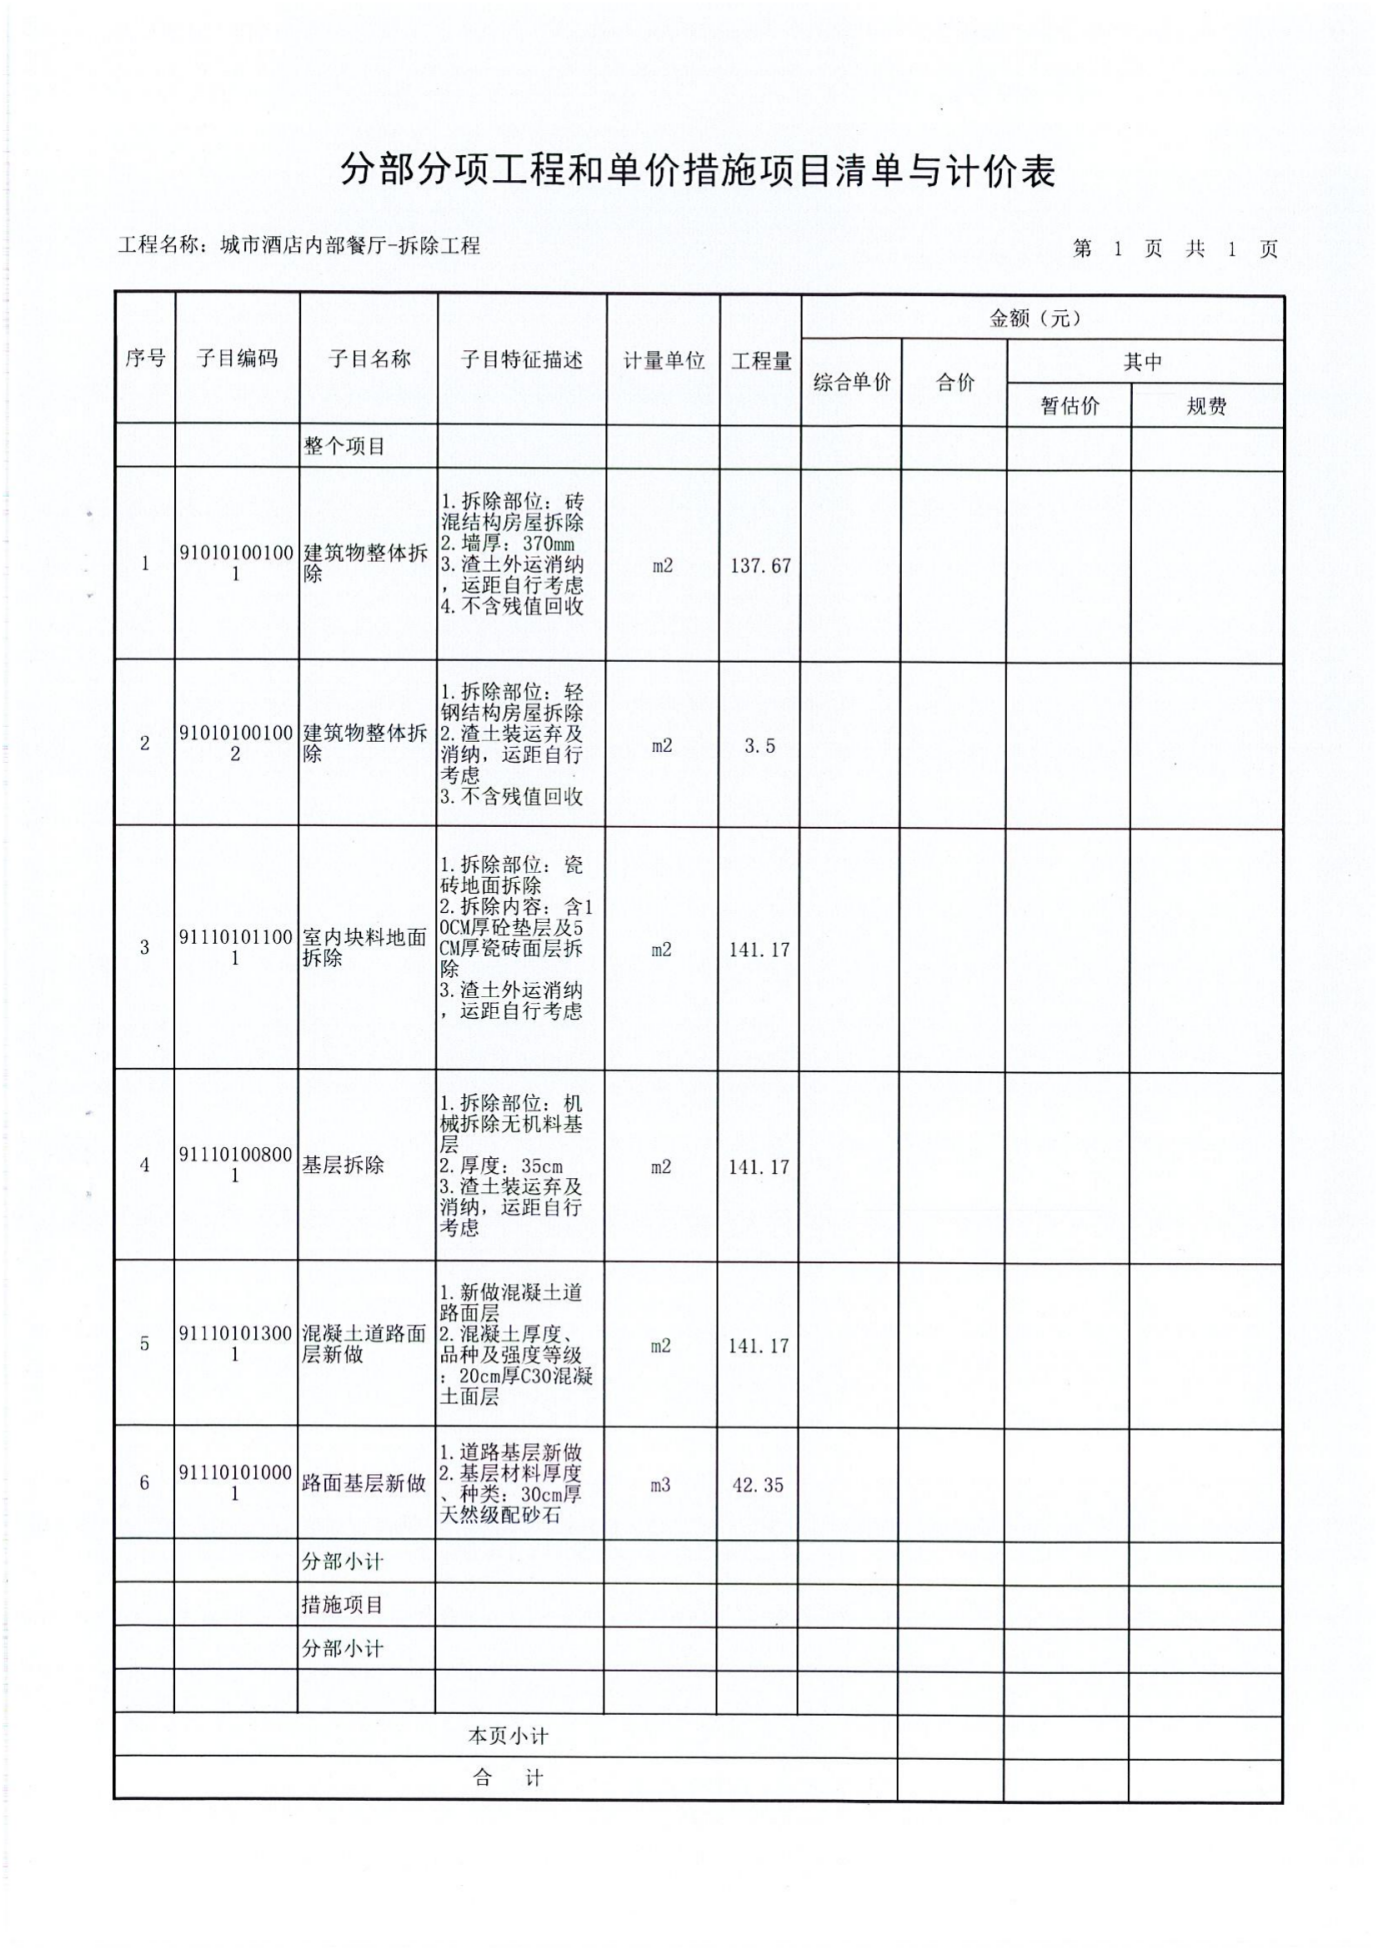 分部分项工程和单价措施项目清单与计价表
工程名称：城市酒店内部餐厅-拆除工程
第 1 页 共 1 页
序号 子目编码 子目名称 子目特征描述 计量单位 工程量
金额（元）
综合单价 合价
其中
暂估价 规费
整个项目
1
91010100100
1
建筑物整体拆
除
1.拆除部位：砖
混结构房屋拆除
2.墙厚：370mm
3.渣土外运消纳
，运距自行考虑
4.不含残值回收
m2
137.67
2
91010100100
2
建筑物整体拆
除
1.拆除部位：轻
钢结构房屋拆除
2.渣土装运弃及
消纳，运距自行
考虑
3.不含残值回收
m2
3.5
3
91110101100
1
室内块料地面
拆除
1.拆除部位：瓷
砖地面拆除
2.拆除内容：含1
0CM厚砼垫层及5
CM厚瓷砖面层拆
除
3.渣土外运消纳
，运距自行考虑
m2
141.17
4
91110100800
1
基层拆除
1.拆除部位：机
械拆除无机料基
层
2.厚度：35cm
3.渣土装运弃及
消纳，运距自行
考虑
m2
141.17
5
91110101300
1
混凝土道路面
层新做
1.新做混凝土道
路面层
2.混凝土厚度、
品种及强度等级
：20cm厚C30混凝
土面层
m2
141.17
6
91110101000
1
路面基层新做
1.道路基层新做
2.基层材料厚度
、种类：30cm厚
天然级配砂石
m3
42.35
分部小计
措施项目
分部小计
本页小计
合 计